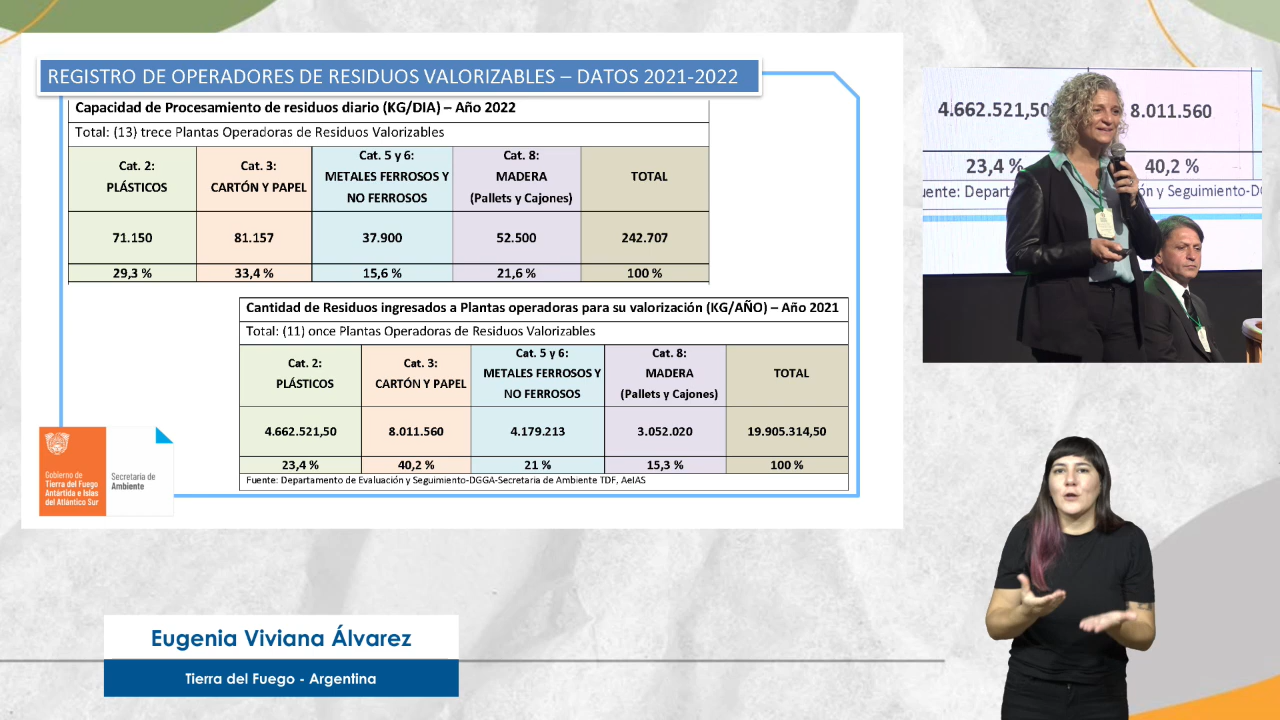 REGISTRO DE OPERADORES DE RESIDUOS VALORIZABLES – DATOS 2021-2022
Capacidad de Procesamiento de residuos diario (KG/DIA) – Año 2022
Total: (13) trece Plantas Operadoras de Residuos Valorizables
Cat. 2:
PLÁSTICOS
Cat. 3:
CARTÓN Y PAPEL
Cat. 5 y 6:
METALES FERROSOS Y
NO FERROSOS
Cat. 8:
MADERA
(Pallets y Cajones)
TOTAL
71.150 81.157 37.900 52.500 242.707
29,3 % 33,4 % 15,6 % 21,6 % 100 %
Cantidad de Residuos ingresados a Plantas operadoras para su valorización (KG/AÑO) – Año 2021
Total: (11) once Plantas Operadoras de Residuos Valorizables
Cat. 2:
PLÁSTICOS
Cat. 3:
CARTÓN Y PAPEL
Cat. 5 y 6:
METALES FERROSOS Y
NO FERROSOS
Cat. 8:
MADERA
(Pallets y Cajones)
TOTAL
4.662.521,50 8.011.560 4.179.213 3.052.020 19.905.314,50
23,4 % 40,2 % 21 % 15,3 % 100 %
Fuente: Departamento de Evaluación y Seguimiento-DGGA-Secretaria de Ambiente TDF, AeIAS
Gobierno de
Tierra del Fuego
Antártida e Islas
del Atlántico Sur
Secretaría de
Ambiente
4.662.521,50 8.011.560
23,4 % 40,2 %
uente: Departa n y Seguimiento-DG
Eugenia Viviana Álvarez
Tierra del Fuego - Argentina